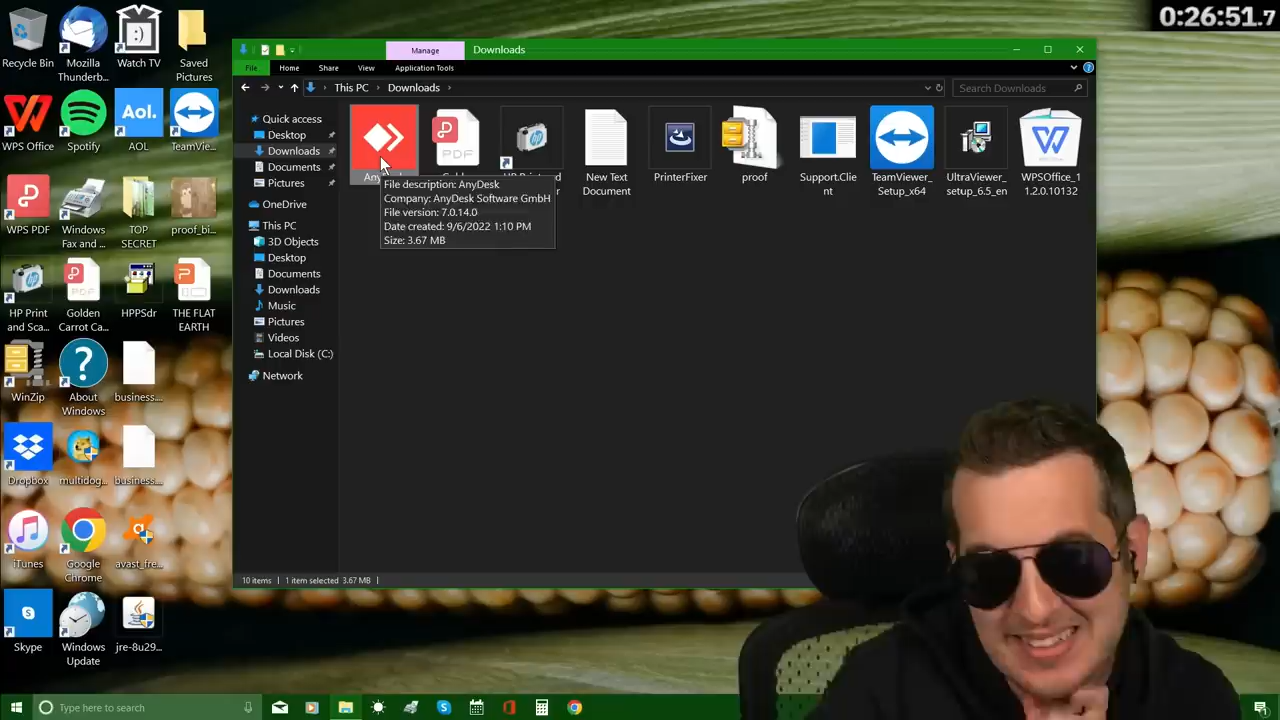 0:26:51.7
Recycle Bin
Mozilla
Thunderb...
Watch TV
Saved
Pictures
WPS Office
Spotify
Aol.
AOL
TeamVie...
WPS PDF
Windows
Fax and ...
TOP
SECRET
proof_bi...
HP Print
and Sca...
Golden
Carrot Ca...
HPPSdr
THE FLAT
EARTH
WinZip
?
About
Windows
business....
Dropbox
multidog...
business....
iTunes
Google
Chrome
avast_fre...
Skype
Windows
Update
jre-8u29...
Manage
Downloads
File
Home
Share
View
Application Tools
This PC
Downloads
Search Downloads
Quick access
Desktop
Downloads
Documents
Pictures
OneDrive
This PC
3D Objects
Desktop
Documents
Downloads
Music
Pictures
Videos
Local Disk (C:)
Network
PDF
New Text
Document
PrinterFixer
proof
Support.Clie
nt
TeamViewer_
Setup_x64
UltraViewer_
setup_6.5_en
WPSOffice_1
1.2.0.10132
File description: AnyDesk
Company: AnyDesk Software GmbH
File version: 7.0.14.0
Date created: 9/6/2022 1:10 PM
Size: 3.67 MB
10 items
1 item selected 3.67 MB
Type here to search